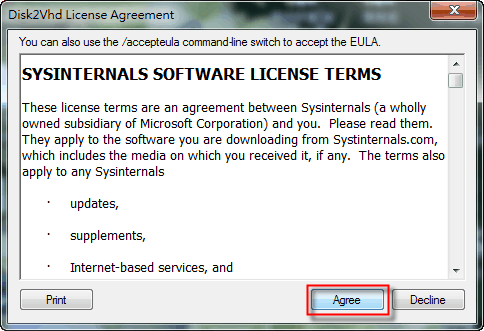 Disk2Vhd License Agreement
You can also use the /accepteula command-line switch to accept the EULA.
SYSINTERNALS SOFTWARE LICENSE TERMS
These license terms are an agreement between Sysinternals (a wholly
owned subsidiary of Microsoft Corporation) and you.  Please read them.
They apply to the software you are downloading from Systinternals.com,
which includes the media on which you received it, if any.  The terms also
apply to any Sysinternals
· updates,
· supplements,
· Internet-based services, and
Print Agree Decline